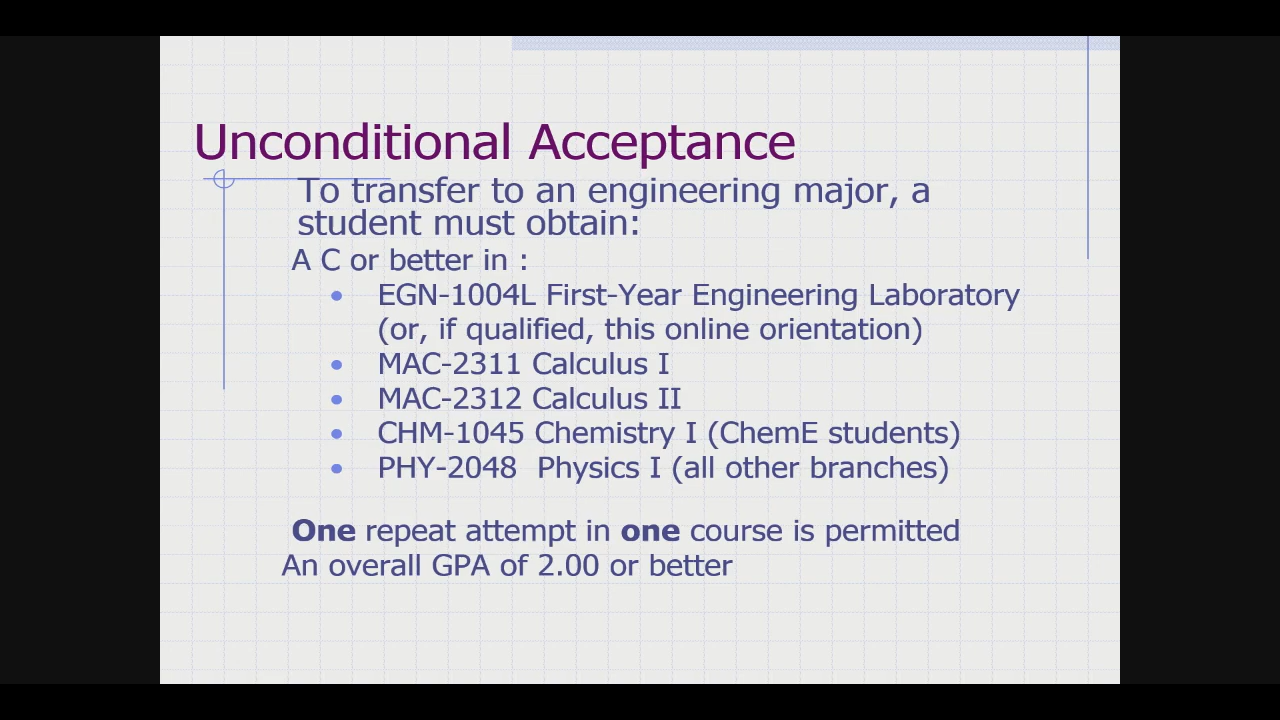 Unconditional Acceptance
To transfer to an engineering major, a
student must obtain:
A C or better in :
• EGN-1004L First-Year Engineering Laboratory
(or, if qualified, this online orientation)
• MAC-2311 Calculus I
• MAC-2312 Calculus II
• CHM-1045 Chemistry I (ChemE students)
• PHY-2048 Physics I (all other branches)
One repeat attempt in one course is permitted
An overall GPA of 2.00 or better